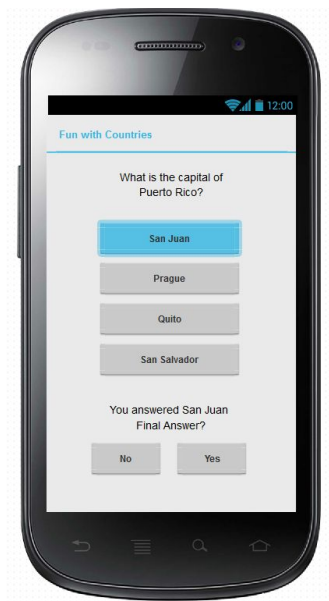 12:00
Fun with Countries
What is the capital of
Puerto Rico?
San Juan
Prague
Quito
San Salvador
You answered San Juan
Final Answer?
No Yes